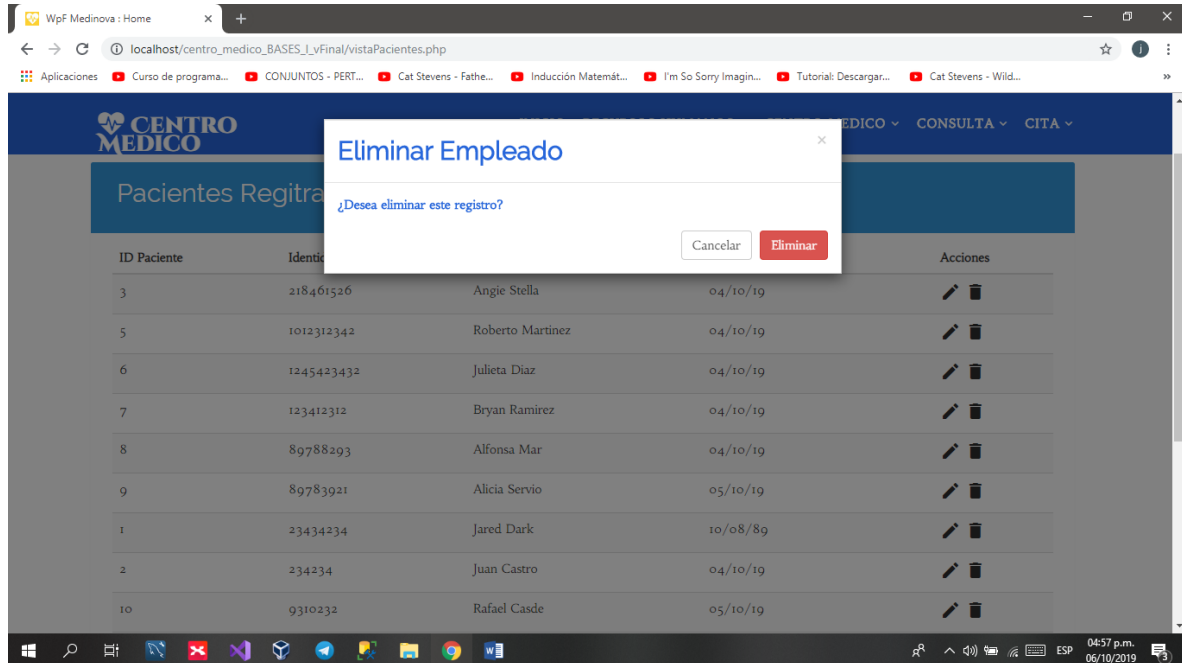 WpF Medinova : Home
localhost/centro_medico_BASES_I_vFinal/vistaPacientes.php
j
Aplicaciones Curso de programa... CONJUNTOS - PERT... Cat Stevens - Fathe... Inducción Matemát... I'm So Sorry Imagin... Tutorial: Descargar... Cat Stevens - Wild... »
CENTRO MEDICO
EDICO CONSULTA CITA
Eliminar Empleado ×
Pacientes Regitra
¿Desea eliminar este registro?
Cancelar Eliminar
ID Paciente Identic Acciones
3 218461526 Angie Stella 04/10/19
5 1012312342 Roberto Martinez 04/10/19
6 1245423432 Julieta Diaz 04/10/19
7 123412312 Bryan Ramirez 04/10/19
8 89788293 Alfonsa Mar 04/10/19
9 89783921 Alicia Servio 05/10/19
1 23434234 Jared Dark 10/08/89
2 234234 Juan Castro 04/10/19
10 9310232 Rafael Casde 05/10/19
ESP 04:57 p.m.
06/10/2019 3